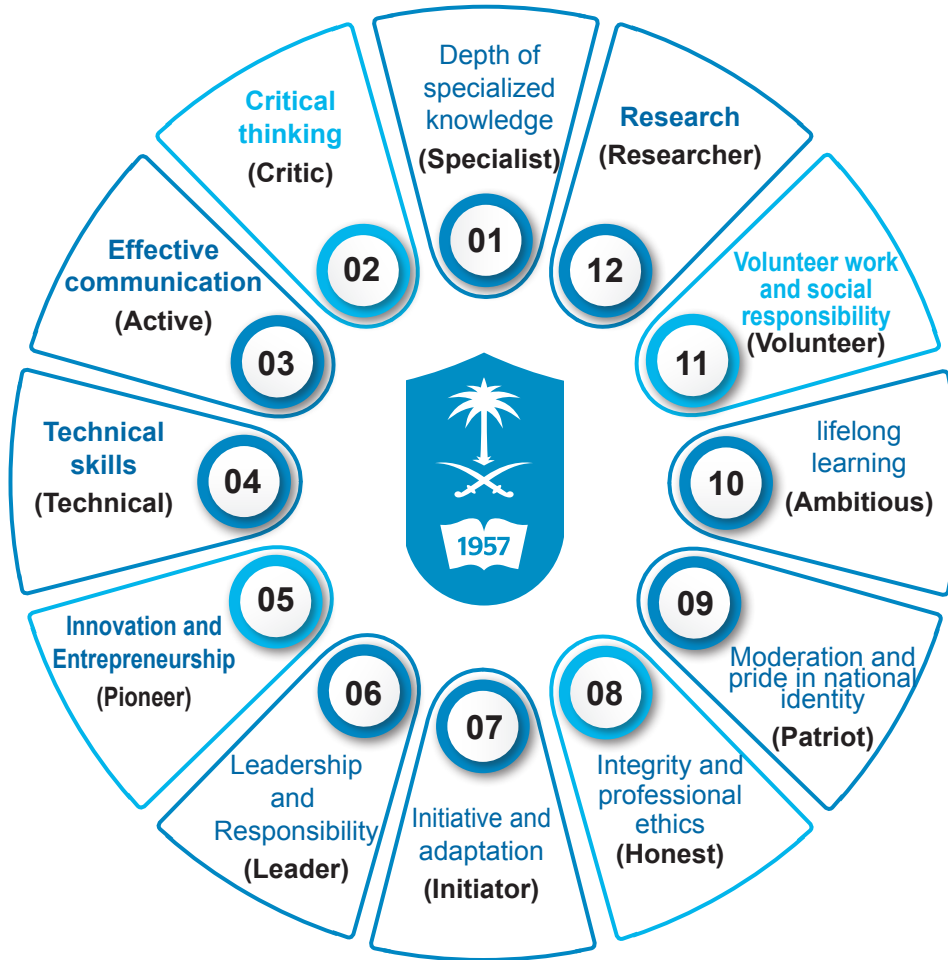 01
Depth of
specialized
knowledge
(Specialist)
02
Critical
thinking
(Critic)
03
Effective
communication
(Active)
04
Technical
skills
(Technical)
05
Innovation and
Entrepreneurship
(Pioneer)
06
Leadership
and
Responsibility
(Leader)
07
Initiative and
adaptation
(Initiator)
08
Integrity and
professional
ethics
(Honest)
09
Moderation and
pride in national
identity
(Patriot)
10
lifelong
learning
(Ambitious)
11
Volunteer work
and social
responsibility
(Volunteer)
12
Research
(Researcher)
1957